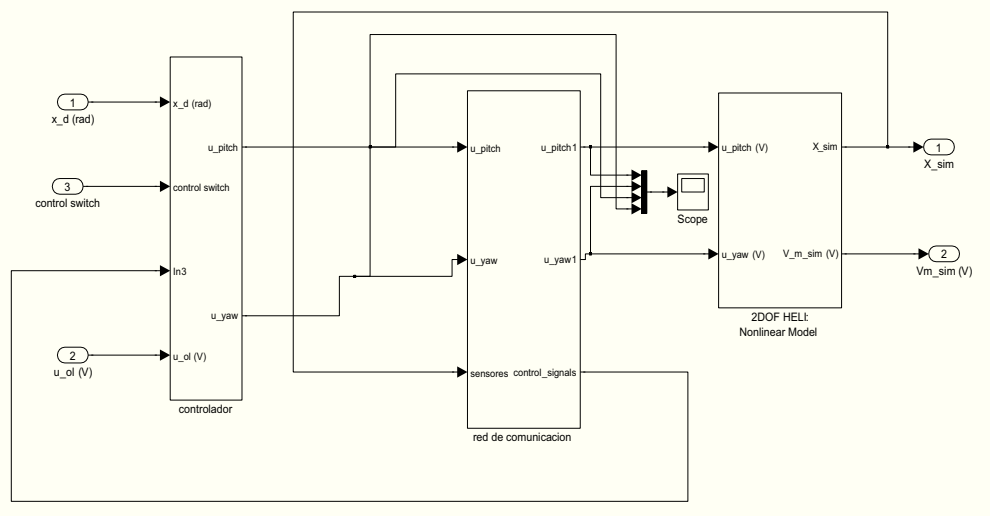 1
x_d (rad)
3
control switch
2
u_ol (V)
x_d (rad)
control switch
In3
u_ol (V)
u_pitch
u_yaw
controlador
u_pitch
u_yaw
sensores
u_pitch1
u_yaw1
control_signals
red de comunicacion
Scope
u_pitch (V)
u_yaw (V)
X_sim
V_m_sim (V)
2DOF HELI:
Nonlinear Model
1
X_sim
2
Vm_sim (V)